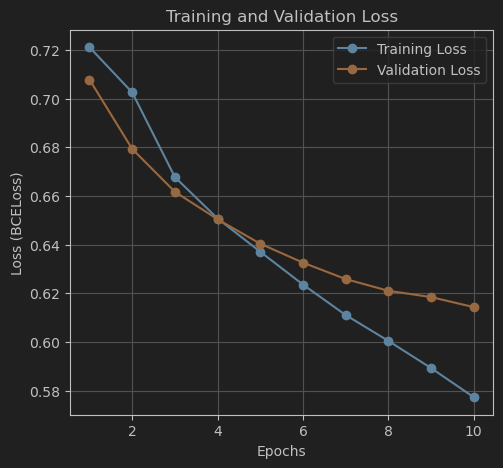 Training and Validation Loss
Training Loss
Validation Loss
0.72
0.70
0.68
0.66
0.64
0.62
0.60
0.58
Loss (BCELoss)
2
4
6
8
10
Epochs